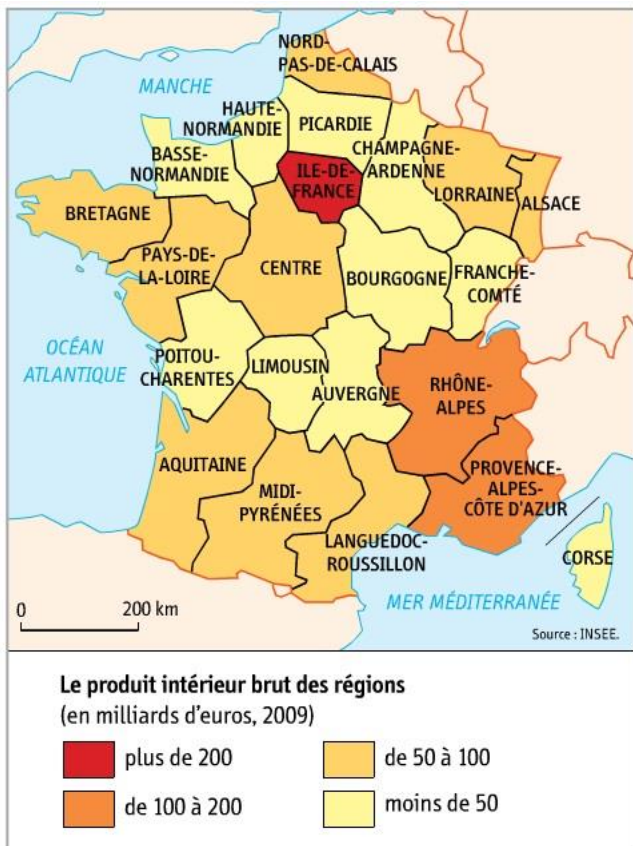 NORD-
PAS-DE-CALAIS
MANCHE
HAUTE-
NORMANDIE
PICARDIE
BASSE-
NORMANDIE
CHAMPAGNE-
ARDENNE
ILE-DE-
FRANCE
LORRAINE
ALSACE
BRETAGNE
PAYS-DE-
LA-LOIRE
CENTRE
BOURGOGNE
FRANCHE-
COMTÉ
OCÉAN
ATLANTIQUE
POITOU-
CHARENTES
LIMOUSIN
AUVERGNE
RHÔNE-
ALPES
AQUITAINE
MIDI-
PYRÉNÉES
PROVENCE-
ALPES-
CÔTE D'AZUR
LANGUEDOC-
ROUSSILLON
CORSE
MER MÉDITERRANÉE
0 200 km
Source : INSEE.
Le produit intérieur brut des régions
(en milliards d'euros, 2009)
plus de 200
de 50 à 100
de 100 à 200
moins de 50